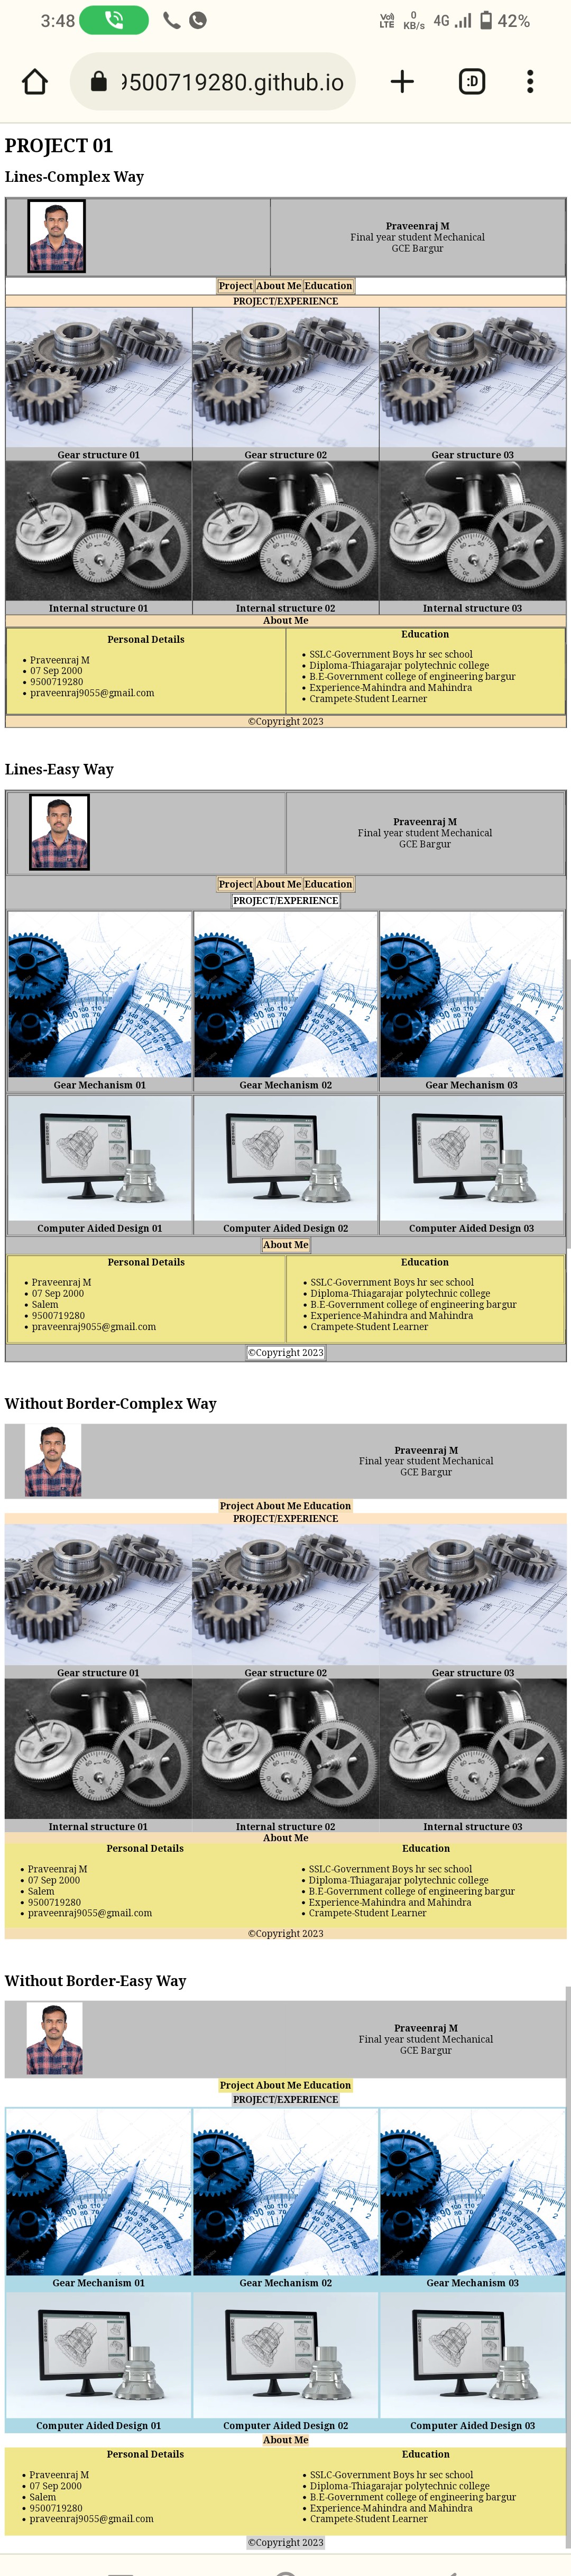 3:48
Vol) LTE
0 KB/s
4G
42%
9500719280.github.io
:D
PROJECT 01
Lines-Complex Way
Praveenraj M
Final year student Mechanical
GCE Bargur
Project About Me Education
PROJECT/EXPERIENCE
Gear structure 01 Gear structure 02 Gear structure 03
Internal structure 01 Internal structure 02 Internal structure 03
About Me
Personal Details
• Praveenraj M
• 07 Sep 2000
• 9500719280
• praveenraj9055@gmail.com
Education
• SSLC-Government Boys hr sec school
• Diploma-Thiagarajar polytechnic college
• B.E-Government college of engineering bargur
• Experience-Mahindra and Mahindra
• Crampete-Student Learner
©Copyright 2023
Lines-Easy Way
Praveenraj M
Final year student Mechanical
GCE Bargur
Project About Me Education
PROJECT/EXPERIENCE
Gear Mechanism 01 Gear Mechanism 02 Gear Mechanism 03
Computer Aided Design 01 Computer Aided Design 02 Computer Aided Design 03
About Me
Personal Details
• Praveenraj M
• 07 Sep 2000
• Salem
• 9500719280
• praveenraj9055@gmail.com
Education
• SSLC-Government Boys hr sec school
• Diploma-Thiagarajar polytechnic college
• B.E-Government college of engineering bargur
• Experience-Mahindra and Mahindra
• Crampete-Student Learner
©Copyright 2023
Without Border-Complex Way
Praveenraj M
Final year student Mechanical
GCE Bargur
Project About Me Education
PROJECT/EXPERIENCE
Gear structure 01 Gear structure 02 Gear structure 03
Internal structure 01 Internal structure 02 Internal structure 03
About Me
Personal Details
• Praveenraj M
• 07 Sep 2000
• Salem
• 9500719280
• praveenraj9055@gmail.com
Education
• SSLC-Government Boys hr sec school
• Diploma-Thiagarajar polytechnic college
• B.E-Government college of engineering bargur
• Experience-Mahindra and Mahindra
• Crampete-Student Learner
©Copyright 2023
Without Border-Easy Way
Praveenraj M
Final year student Mechanical
GCE Bargur
Project About Me Education
PROJECT/EXPERIENCE
Gear Mechanism 01 Gear Mechanism 02 Gear Mechanism 03
Computer Aided Design 01 Computer Aided Design 02 Computer Aided Design 03
About Me
Personal Details
• Praveenraj M
• 07 Sep 2000
• Salem
• 9500719280
• praveenraj9055@gmail.com
Education
• SSLC-Government Boys hr sec school
• Diploma-Thiagarajar polytechnic college
• B.E-Government college of engineering bargur
• Experience-Mahindra and Mahindra
• Crampete-Student Learner
©Copyright 2023